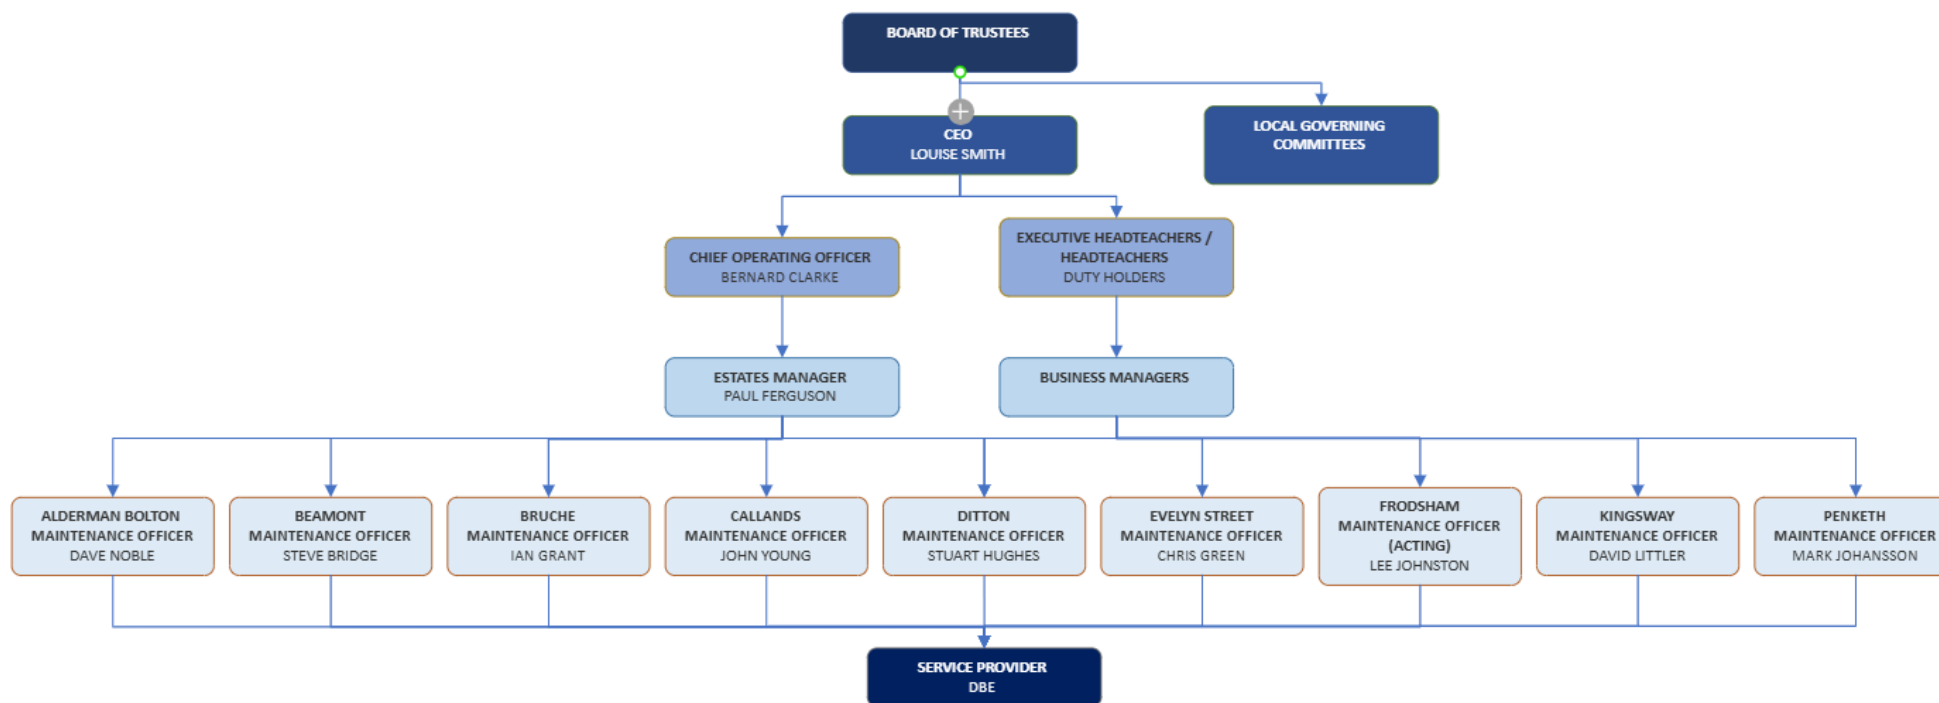 BOARD OF TRUSTEES
CEO
LOUISE SMITH
LOCAL GOVERNING
COMMITTEES
CHIEF OPERATING OFFICER
BERNARD CLARKE
EXECUTIVE HEADTEACHERS /
HEADTEACHERS
DUTY HOLDERS
ESTATES MANAGER
PAUL FERGUSON
BUSINESS MANAGERS
ALDERMAN BOLTON
MAINTENANCE OFFICER
DAVE NOBLE
BEAMONT
MAINTENANCE OFFICER
STEVE BRIDGE
BRUCHE
MAINTENANCE OFFICER
IAN GRANT
CALLANDS
MAINTENANCE OFFICER
JOHN YOUNG
DITTON
MAINTENANCE OFFICER
STUART HUGHES
EVELYN STREET
MAINTENANCE OFFICER
CHRIS GREEN
FRODSHAM
MAINTENANCE OFFICER
(ACTING)
LEE JOHNSTON
KINGSWAY
MAINTENANCE OFFICER
DAVID LITTLER
PENKETH
MAINTENANCE OFFICER
MARK JOHANSSON
SERVICE PROVIDER
DBE